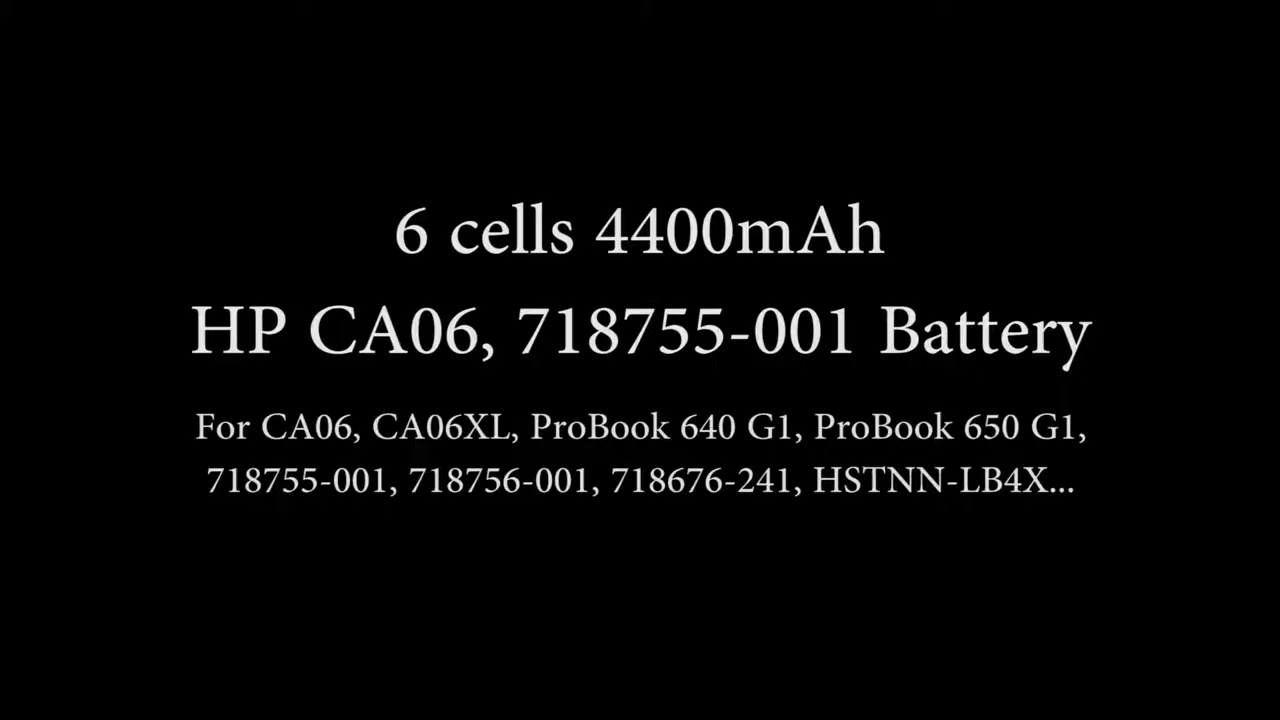 6 cells 4400mAh
HP CA06, 718755-001 Battery
For CA06, CA06XL, ProBook 640 G1, ProBook 650 G1,
718755-001, 718756-001, 718676-241, HSTNN-LB4X...